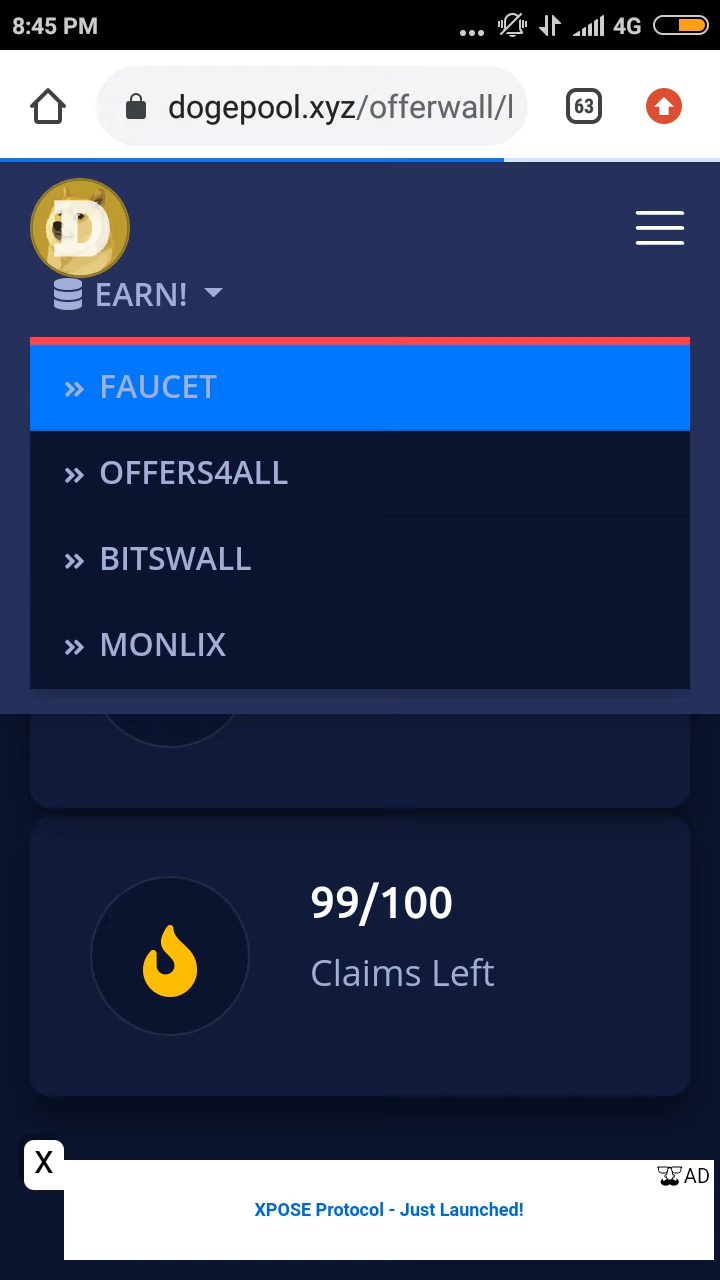 8:45 PM
4G
dogepool.xyz/offerwall/
63
D
EARN!
» FAUCET
» OFFERS4ALL
» BITSWALL
» MONLIX
99/100
Claims Left
X
AD
XPOSE Protocol - Just Launched!